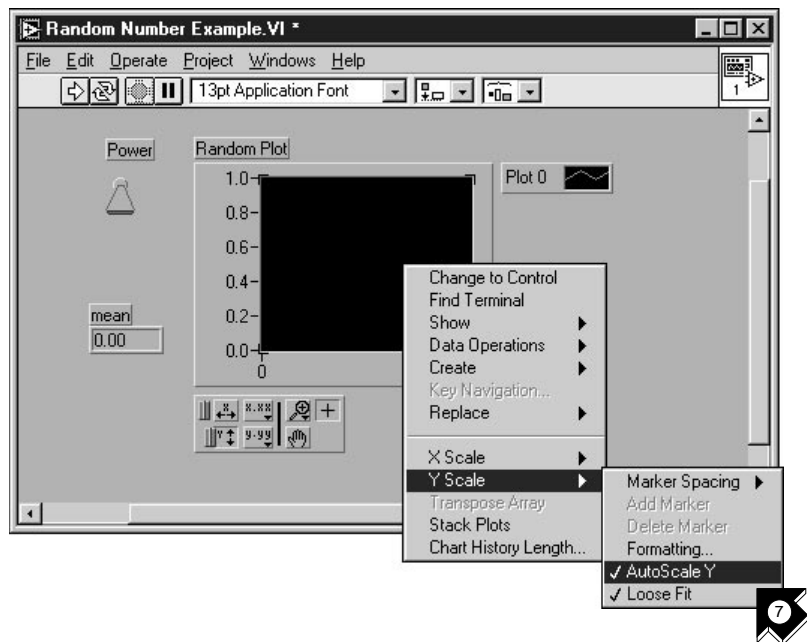 Random Number Example.VI *
File Edit Operate Project Windows Help
13pt Application Font
1
Power
Random Plot
Plot 0
1.0
0.8
0.6
0.4
0.2
0.0
0
mean
0.00
X
X.XX
Y
Y.YY
Change to Control
Find Terminal
Show
Data Operations
Create
Key Navigation...
Replace
X Scale
Y Scale
Transpose Array
Stack Plots
Chart History Length...
Marker Spacing
Add Marker
Delete Marker
Formatting...
AutoScale Y
Loose Fit
7